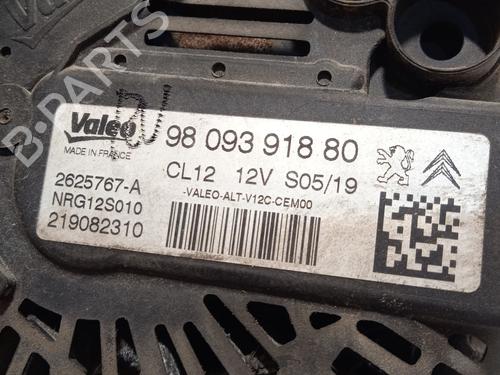 Valeo
B-PARTS
Valeo
98 093 918 80
MADE IN FRANCE
CL12 12V S05/19
2625767-A
-VALEO-ALT-V12C-CEM00
NRG12S010
219082310